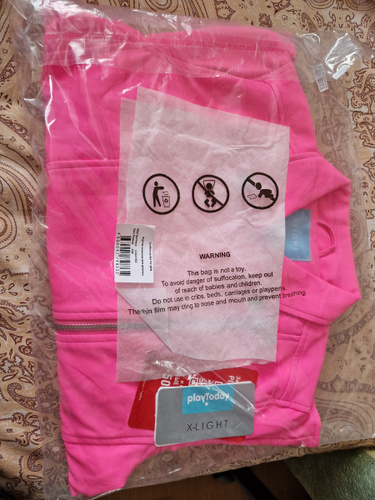 WARNING
This bag is not a toy.
To avoid danger of suffocation, keep out
of reach of babies and children.
Do not use in cribs, beds, carriages or playpens.
The thin film may cling to nose and mouth and prevent breathing.
playToday
X-LIGHT